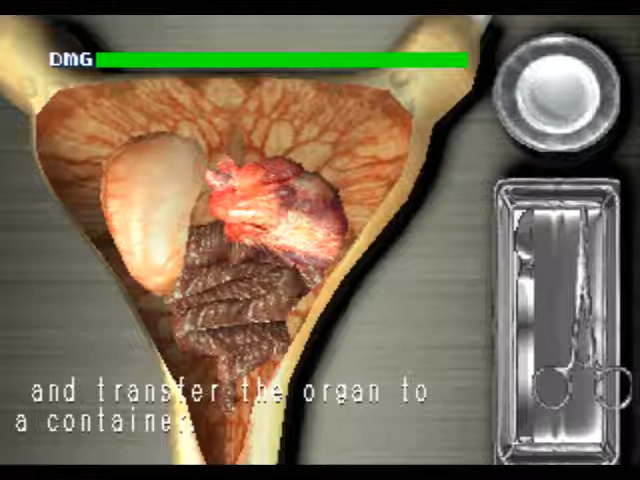 DMG
and transfer the organ to
a container.